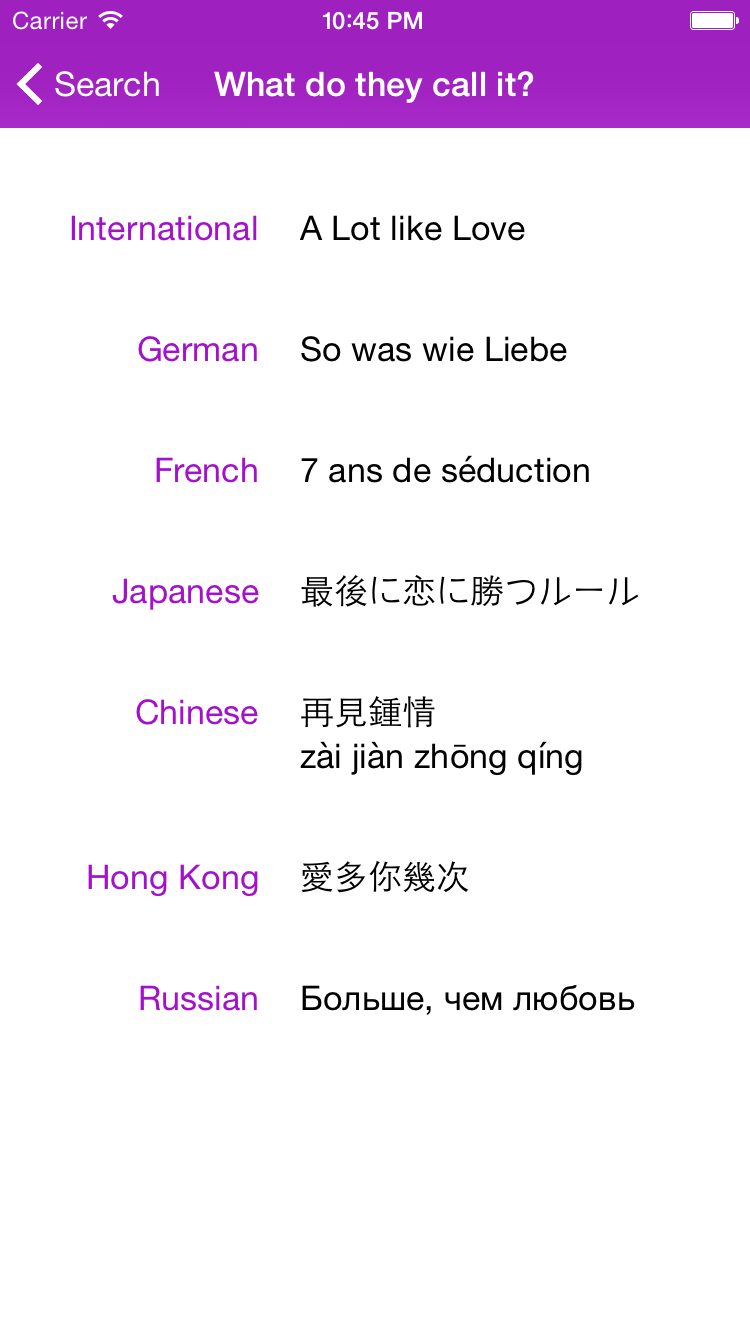 Carrier 10:45 PM
Search What do they call it?
International A Lot like Love
German So was wie Liebe
French 7 ans de séduction
Japanese 最後に恋に勝つルール
Chinese 再見鍾情
zài jiàn zhōng qíng
Hong Kong 愛多你幾次
Russian Больше, чем любовь